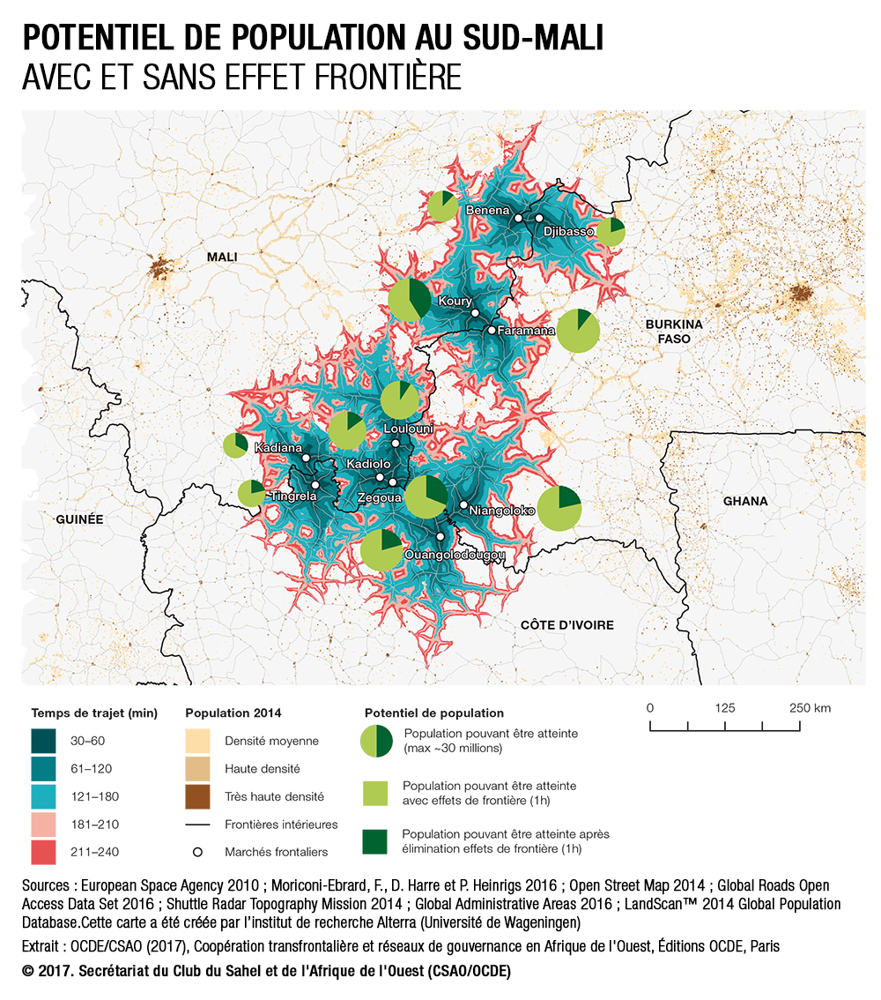 POTENTIEL DE POPULATION AU SUD-MALI
AVEC ET SANS EFFET FRONTIÈRE
Benena
Djibasso
MALI
Koury
Faramana
BURKINA
FASO
Loulouni
Kadiana
Kadiolo
Tingrela
Zegoua
Niangoloko
GHANA
GUINÉE
Ouangolodougou
CÔTE D'IVOIRE
Temps de trajet (min)
30–60
61–120
121–180
181–210
211–240
Population 2014
Densité moyenne
Haute densité
Très haute densité
Frontières intérieures
Marchés frontaliers
Potentiel de population
Population pouvant être atteinte
(max ~30 millions)
Population pouvant être atteinte
avec effets de frontière (1h)
Population pouvant être atteinte après
élimination effets de frontière (1h)
0 125 250 km
Sources : European Space Agency 2010 ; Moriconi-Ebrard, F., D. Harre et P. Heinrigs 2016 ; Open Street Map 2014 ; Global Roads Open
Access Data Set 2016 ; Shuttle Radar Topography Mission 2014 ; Global Administrative Areas 2016 ; LandScan™ 2014 Global Population
Database.Cette carte a été créée par l'institut de recherche Alterra (Université de Wageningen)
Extrait : OCDE/CSAO (2017), Coopération transfrontalière et réseaux de gouvernance en Afrique de l'Ouest, Éditions OCDE, Paris
© 2017. Secrétariat du Club du Sahel et de l'Afrique de l'Ouest (CSAO/OCDE)